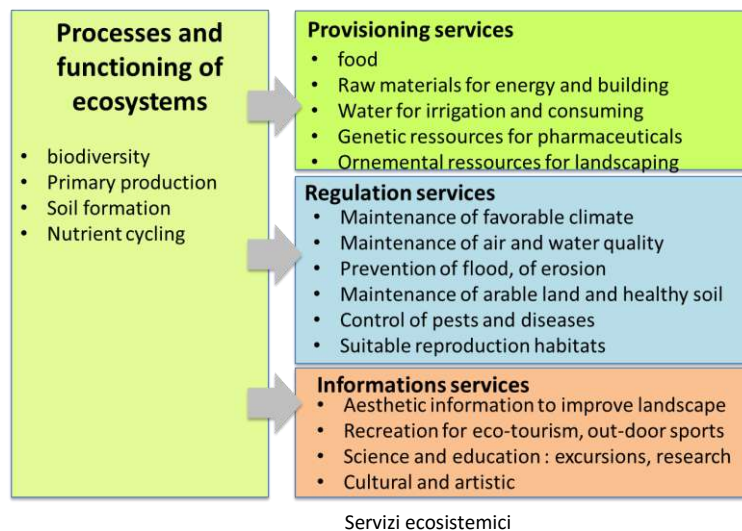 Processes and
functioning of
ecosystems
• biodiversity
• Primary production
• Soil formation
• Nutrient cycling
Provisioning services
• food
• Raw materials for energy and building
• Water for irrigation and consuming
• Genetic ressources for pharmaceuticals
• Ornemental ressources for landscaping
Regulation services
• Maintenance of favorable climate
• Maintenance of air and water quality
• Prevention of flood, of erosion
• Maintenance of arable land and healthy soil
• Control of pests and diseases
• Suitable reproduction habitats
Informations services
• Aesthetic information to improve landscape
• Recreation for eco-tourism, out-door sports
• Science and education : excursions, research
• Cultural and artistic
Servizi ecosistemici